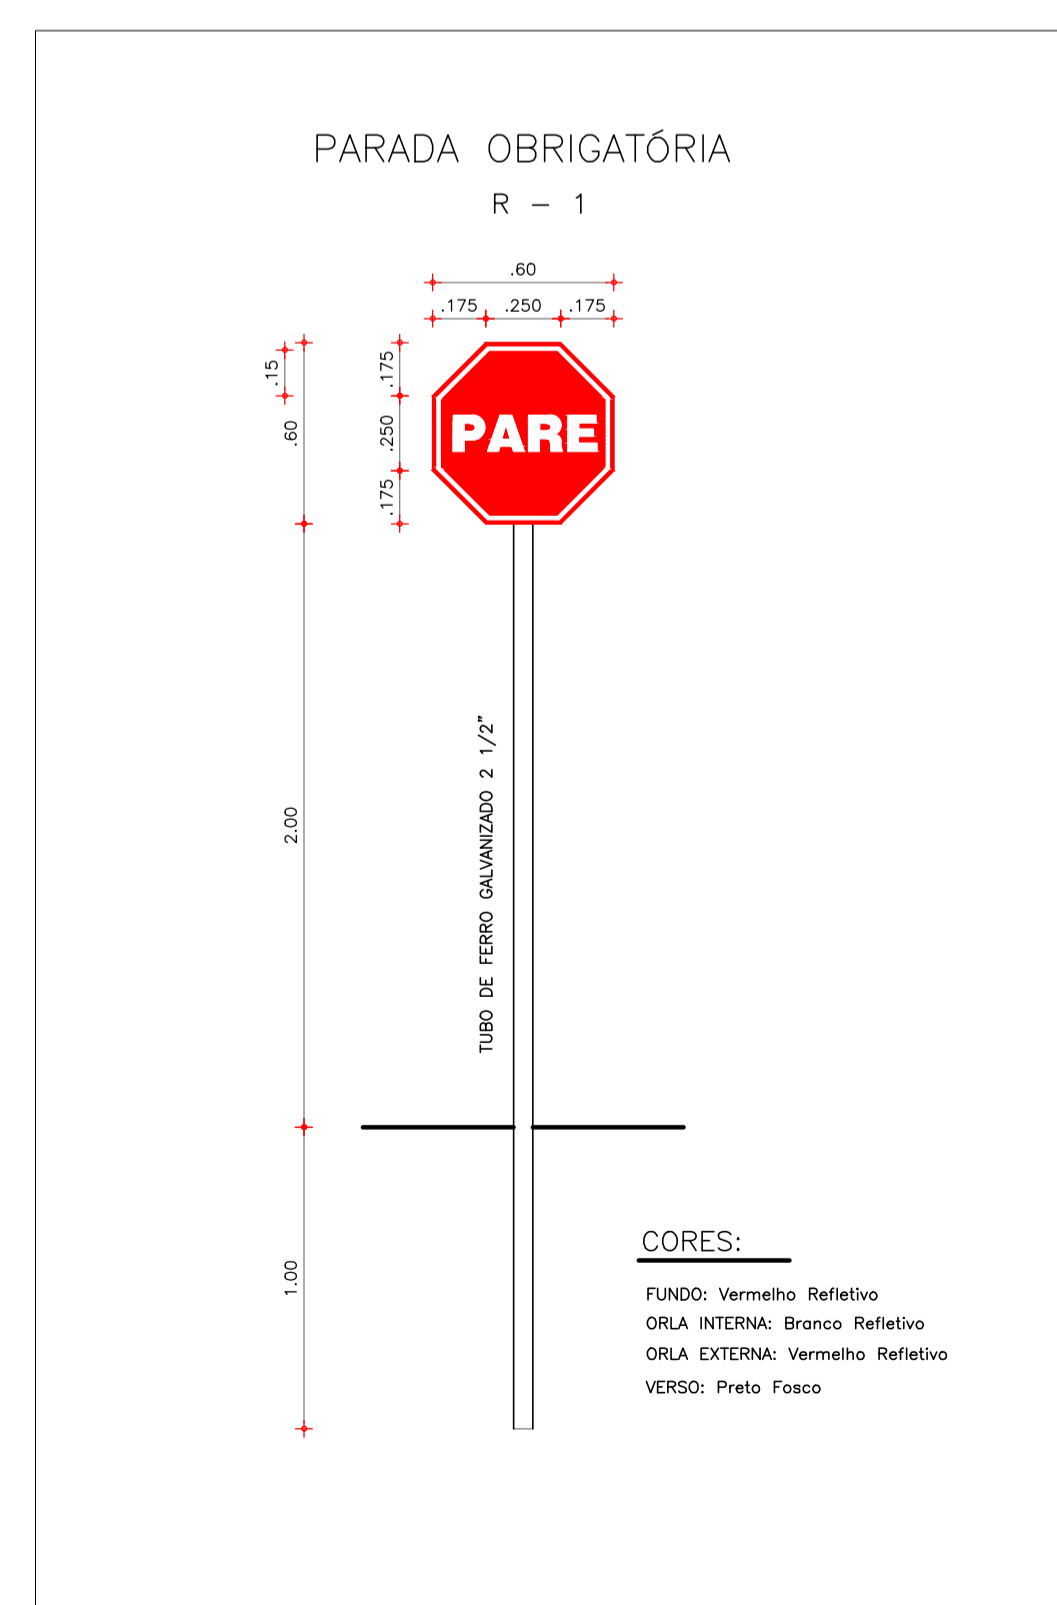 PARADA OBRIGATÓRIA
R - 1
.60
.175 .250 .175
.15
.60
.175
.250
.175
PARE
2.00
TUBO DE FERRO GALVANIZADO 2 1/2"
1.00
CORES:
FUNDO: Vermelho Refletivo
ORLA INTERNA: Branco Refletivo
ORLA EXTERNA: Vermelho Refletivo
VERSO: Preto Fosco